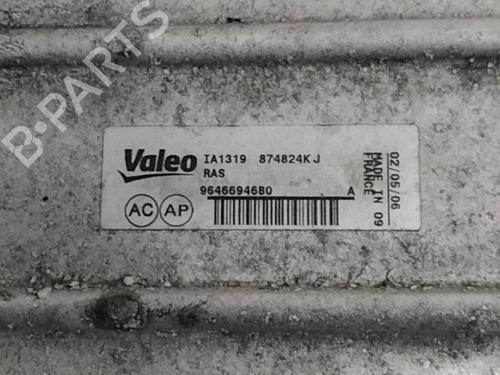 B-PARTS
Valeo IA1319 874824KJ
RAS
9646694680 A
AC AP
02/05/06
MADE IN 09
FRANCE